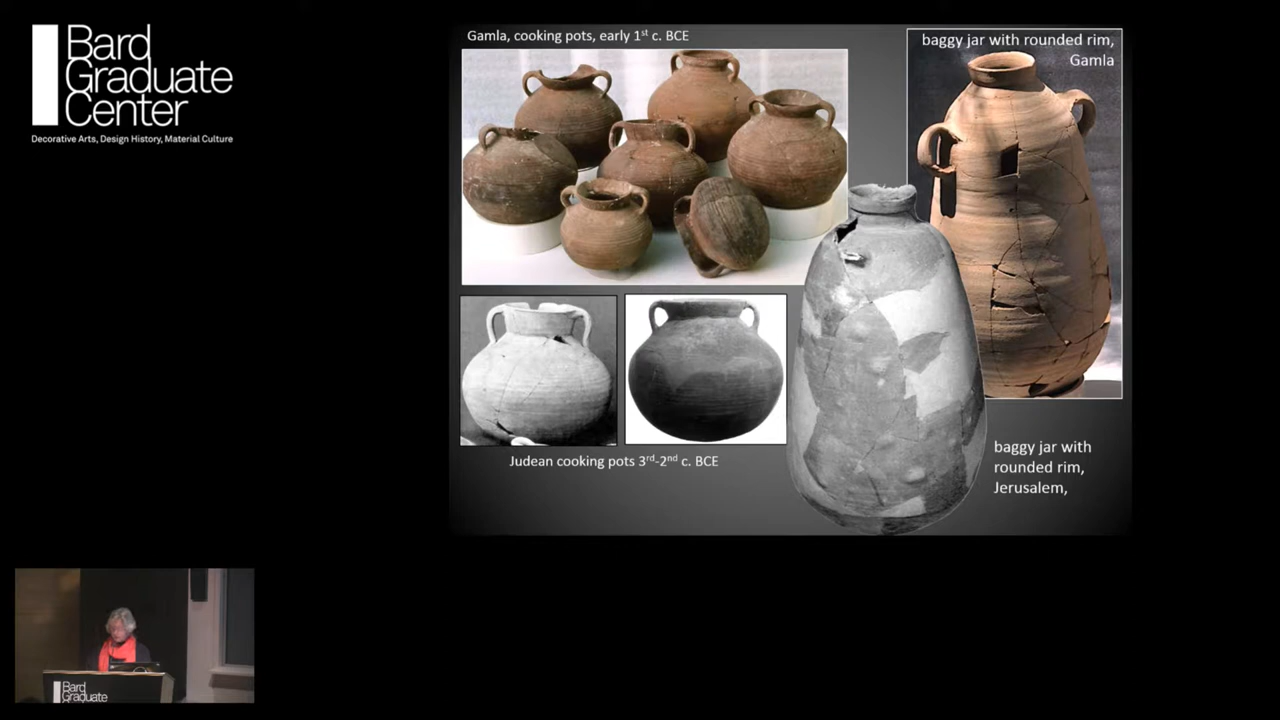 Bard
Graduate
Center
Decorative Arts, Design History, Material Culture
Gamla, cooking pots, early 1st c. BCE
baggy jar with rounded rim,
Gamla
Judean cooking pots 3rd-2nd c. BCE
baggy jar with
rounded rim,
Jerusalem,
Bard
Graduate